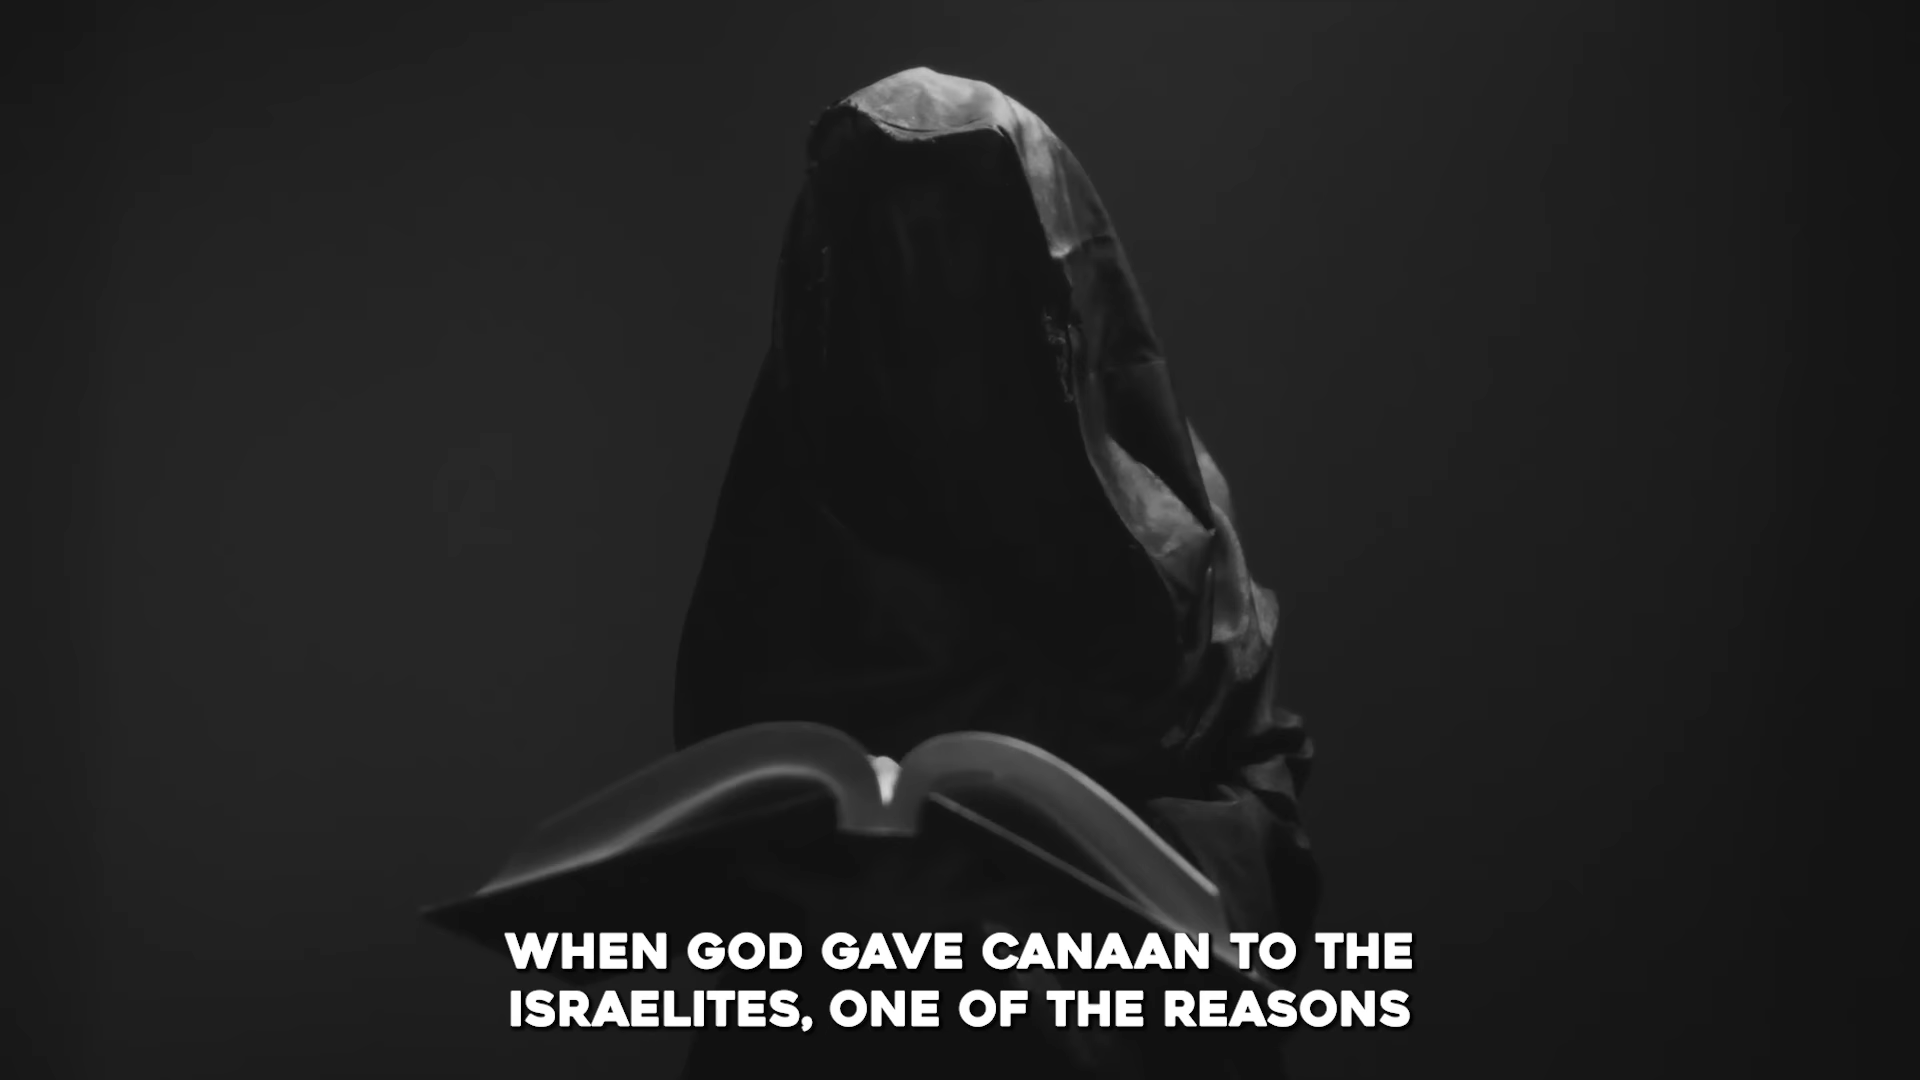 WHEN GOD GAVE CANAAN TO THE
ISRAELITES, ONE OF THE REASONS